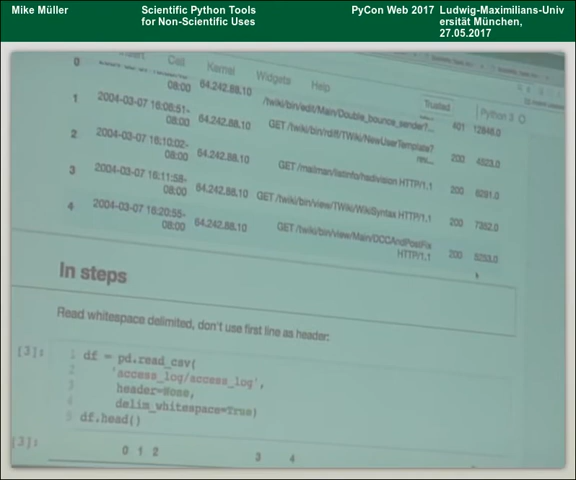 Mike Müller
Scientific Python Tools
for Non-Scientific Uses
PyCon Web 2017
Ludwig-Maximilians-Univ
ersität München,
27.05.2017
Insert Cell Kernel Widgets Help
Trusted Python 3
0 08:00 64.242.88.10 /twiki/bin/edit/Main/Double_bounce_sender?... 401 12846.0
1 2004-03-07 16:06:51-
08:00 64.242.88.10 GET /twiki/bin/rdiff/TWiki/NewUserTemplate?
rev... 200 4523.0
2 2004-03-07 16:10:02-
08:00 64.242.88.10 GET /mailman/listinfo/hsdivision HTTP/1.1 200 6291.0
3 2004-03-07 16:11:58-
08:00 64.242.88.10 GET /twiki/bin/view/TWiki/WikiSyntax HTTP/1.1 200 7352.0
4 2004-03-07 16:20:55-
08:00 64.242.88.10 GET /twiki/bin/view/Main/DCCAndPostFix
HTTP/1.1 200 5253.0
In steps
Read whitespace delimited, don't use first line as header:
[3]: 1 df = pd.read_csv(
2 'access_log/access_log',
3 header=None,
4 delim_whitespace=True)
5 df.head()
[3]: 0 1 2 3 4